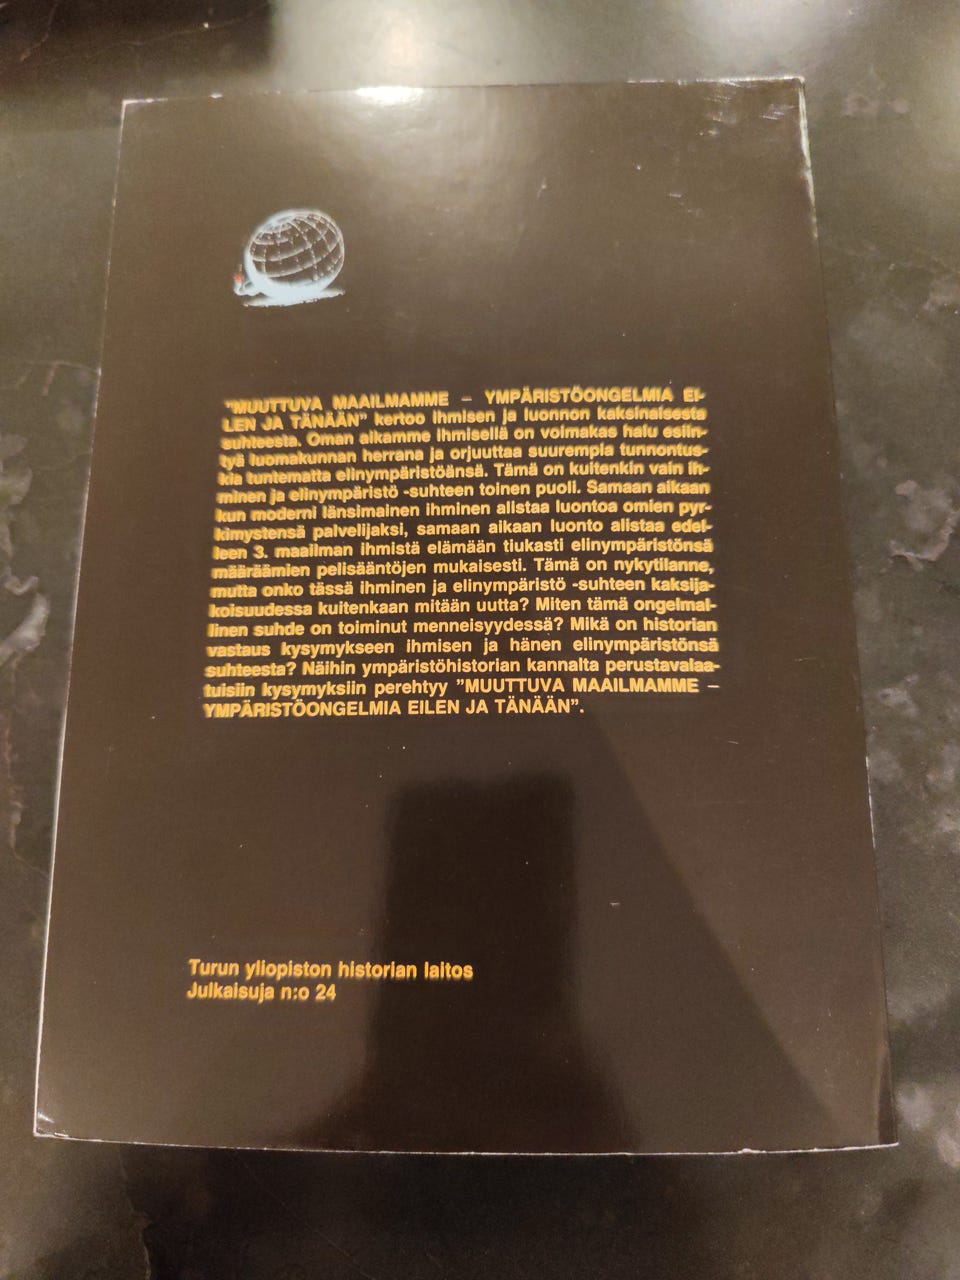 "MUUTTUVA MAAILMAMME – YMPÄRISTÖONGELMIA EI-
LEN JA TÄNÄÄN" kertoo ihmisen ja luonnon kaksinaisesta
suhteesta. Oman aikamme ihmisellä on voimakas halu esiin-
tyä luomakunnan herrana ja orjuuttaa suurempia tunnontus-
kia tuntematta elinympäristöänsä. Tämä on kuitenkin vain ih-
minen ja elinympäristö -suhteen toinen puoli. Samaan aikaan
kun moderni länsimainen ihminen alistaa luontoa omien pyr-
kimystensä palvelijaksi, samaan aikaan luonto alistaa edel-
leen 3. maailman ihmistä elämään tiukasti elinympäristönsä
määräämien pelisääntöjen mukaisesti. Tämä on nykytilanne,
mutta onko tässä ihminen ja elinympäristö -suhteen kaksija-
koisuudessa kuitenkaan mitään uutta? Miten tämä ongelmal-
linen suhde on toiminut menneisyydessä? Mikä on historian
vastaus kysymykseen ihmisen ja hänen elinympäristönsä
suhteesta? Näihin ympäristöhistorian kannalta perustavalaa-
tuisiin kysymyksiin perehtyy "MUUTTUVA MAAILMAMME –
YMPÄRISTÖONGELMIA EILEN JA TÄNÄÄN".
Turun yliopiston historian laitos
Julkaisuja n:o 24